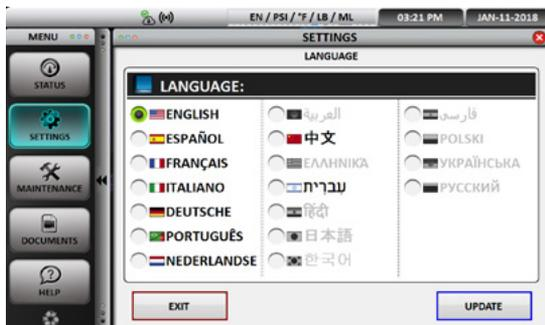 EN / PSI / °F / LB / ML
03:21 PM
JAN-11-2018
MENU
SETTINGS
LANGUAGE
STATUS
SETTINGS
MAINTENANCE
DOCUMENTS
HELP
LANGUAGE:
ENGLISH
ESPAÑOL
FRANÇAIS
ITALIANO
DEUTSCHE
PORTUGUÊS
NEDERLANDSE
العربية
中文
ΕΛΛΗΝΙΚΆ
עברית
हिंदी
日本語
한국어
فارسی
POLSKI
УКРАЇНСЬКА
РУССКИЙ
EXIT
UPDATE